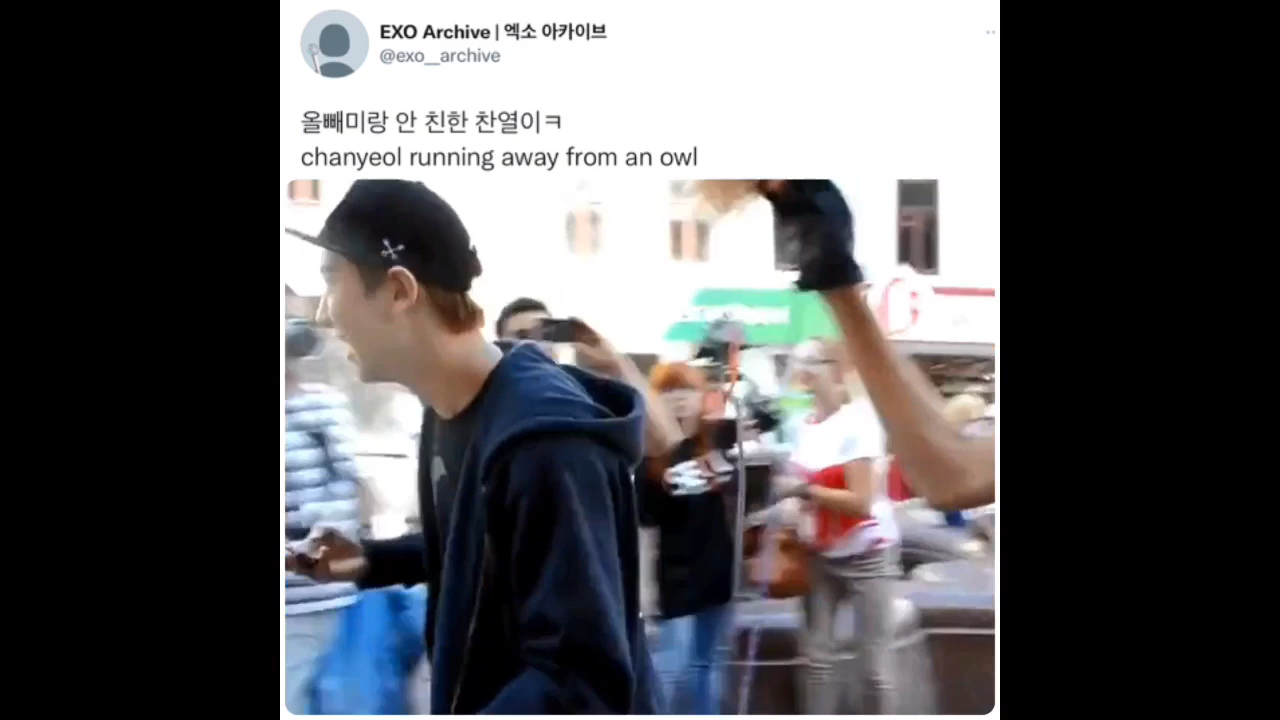 EXO Archive | 엑소 아카이브
@exo__archive
올빼미랑 안 친한 찬열이ㅋ
chanyeol running away from an owl